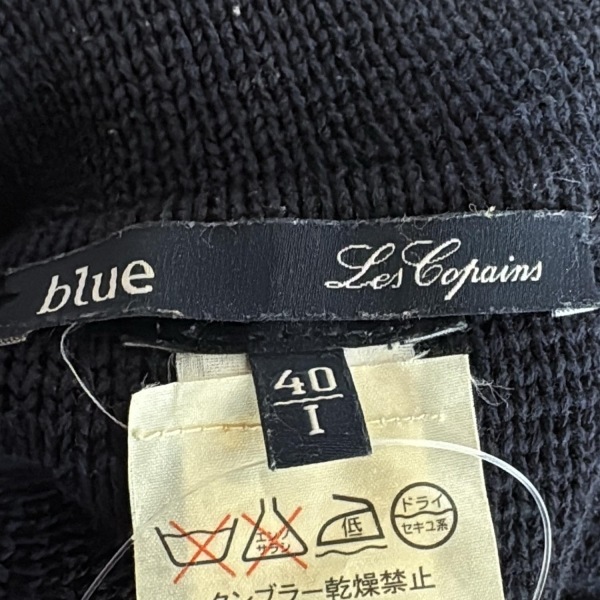 blue Les Copains
40
I
エンソ サラシ 低 ドライ セキユ系
タンブラー乾燥禁止